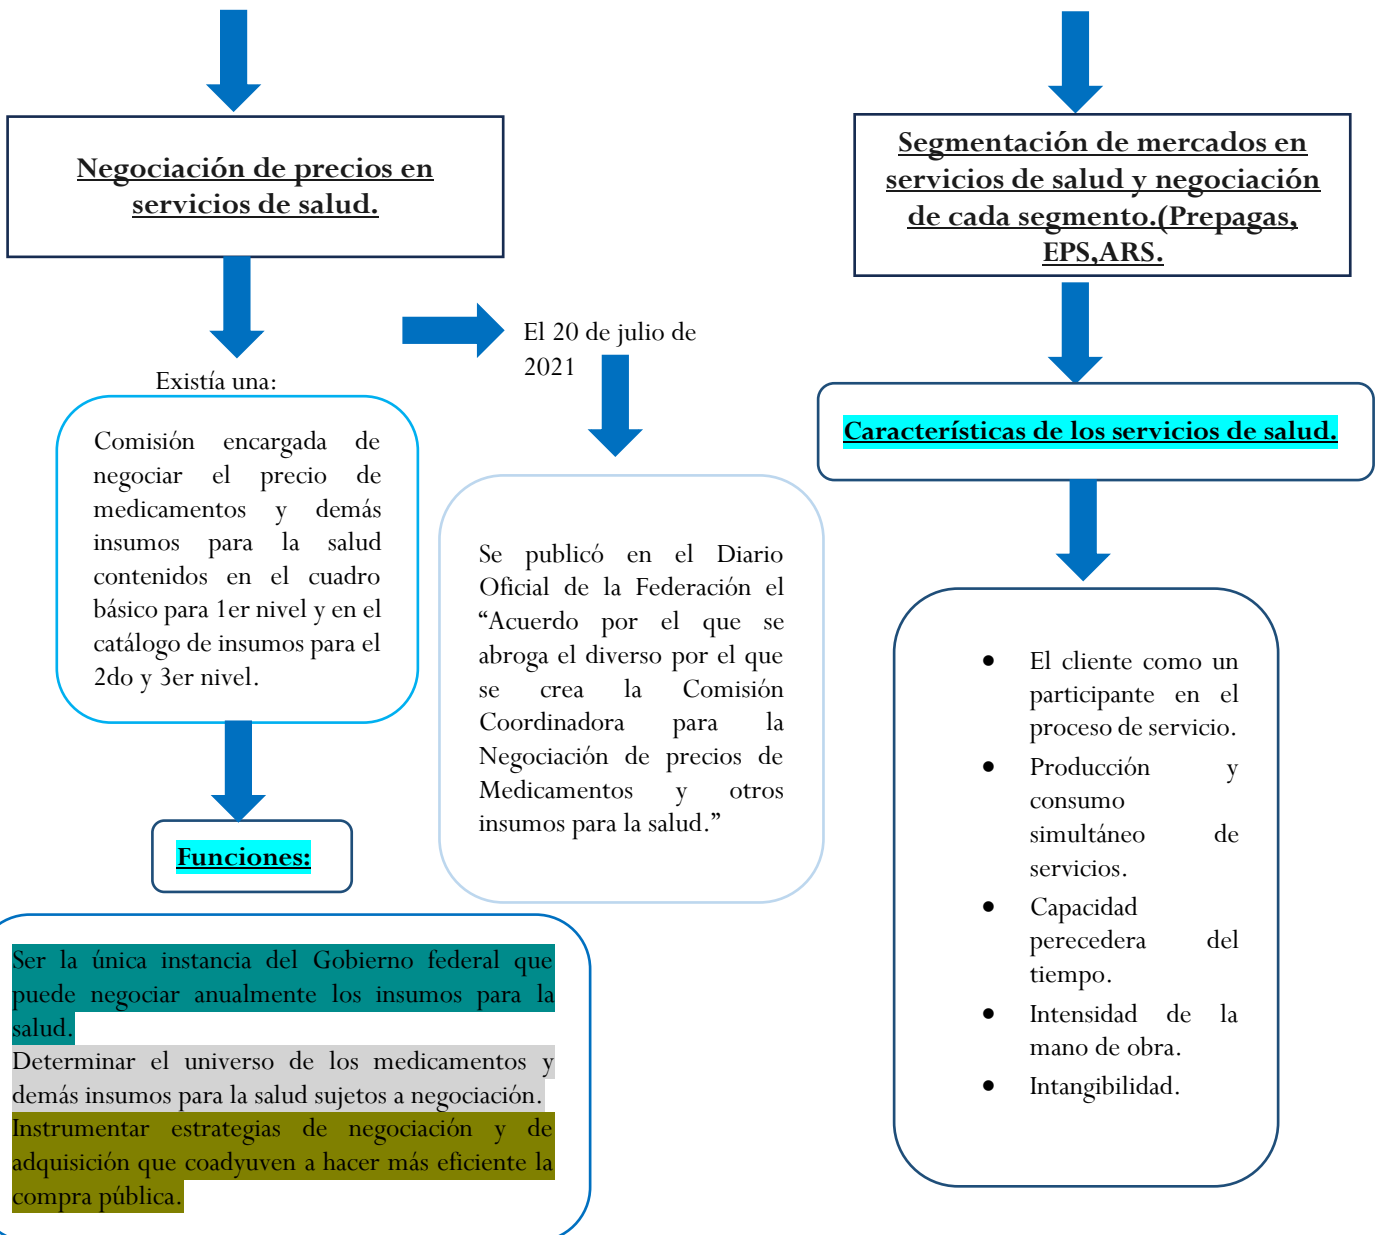 Negociación de precios en
servicios de salud.
Existía una:
Comisión encargada de
negociar el precio de
medicamentos y demás
insumos para la salud
contenidos en el cuadro
básico para 1er nivel y en el
catálogo de insumos para el
2do y 3er nivel.
El 20 de julio de
2021
Se publicó en el Diario
Oficial de la Federación el
“Acuerdo por el que se
abroga el diverso por el que
se crea la Comisión
Coordinadora para la
Negociación de precios de
Medicamentos y otros
insumos para la salud.”
Funciones:
Ser la única instancia del Gobierno federal que
puede negociar anualmente los insumos para la
salud.
Determinar el universo de los medicamentos y
demás insumos para la salud sujetos a negociación.
Instrumentar estrategias de negociación y de
adquisición que coadyuven a hacer más eficiente la
compra pública.
Segmentación de mercados en
servicios de salud y negociación
de cada segmento.(Prepagas,
EPS,ARS.
Características de los servicios de salud.
● El cliente como un
participante en el
proceso de servicio.
● Producción y
consumo
simultáneo de
servicios.
● Capacidad
perecedera del
tiempo.
● Intensidad de la
mano de obra.
● Intangibilidad.